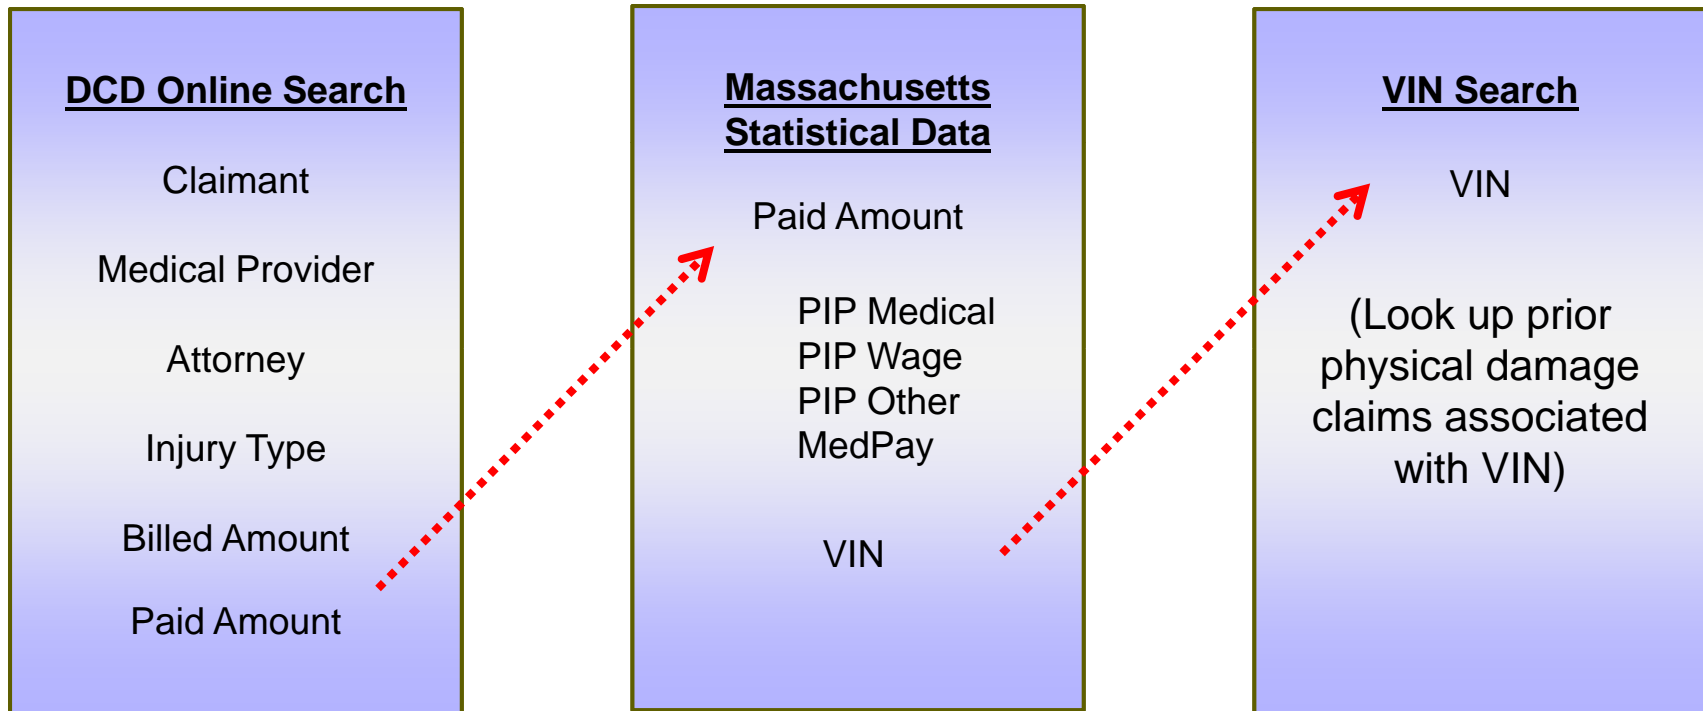 DCD Online Search
Claimant
Medical Provider
Attorney
Injury Type
Billed Amount
Paid Amount
Massachusetts
Statistical Data
Paid Amount
PIP Medical
PIP Wage
PIP Other
MedPay
VIN
VIN Search
VIN
(Look up prior
physical damage
claims associated
with VIN)